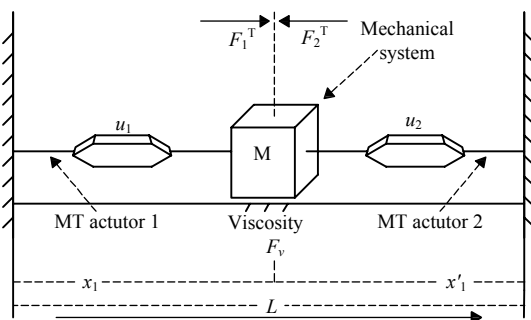 F₁ᵀ F₂ᵀ
Mechanical
system
u₁ u₂
M
MT actutor 1 Viscosity MT actutor 2
Fᵥ
x₁ x'₁
L